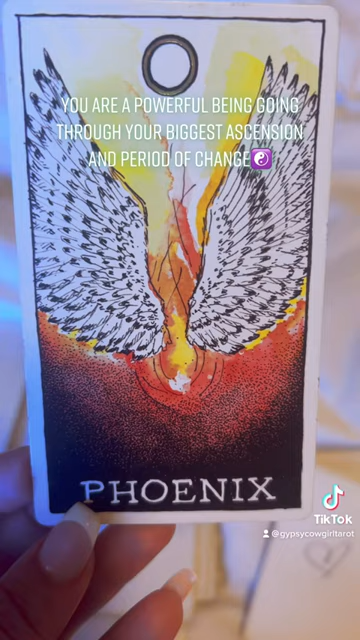 YOU ARE A POWERFUL BEING GOING
THROUGH YOUR BIGGEST ASCENSION
AND PERIOD OF CHANGE☯️
PHOENIX
TikTok
@gypsycowgirltarot